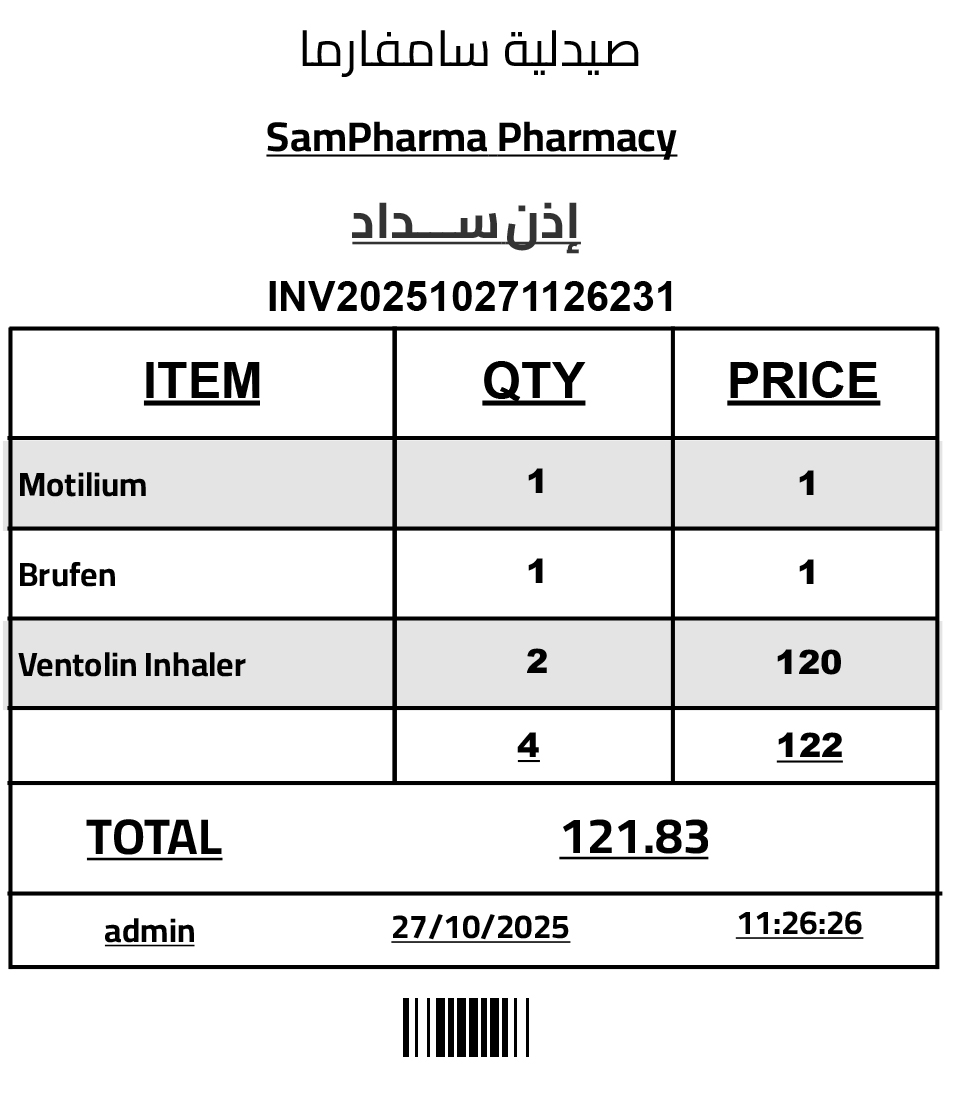 صيدلية سامفارما
SamPharma Pharmacy
إذن ســـداد
INV202510271126231
ITEM QTY PRICE
Motilium 1 1
Brufen 1 1
Ventolin Inhaler 2 120
4 122
TOTAL 121.83
admin 27/10/2025 11:26:26